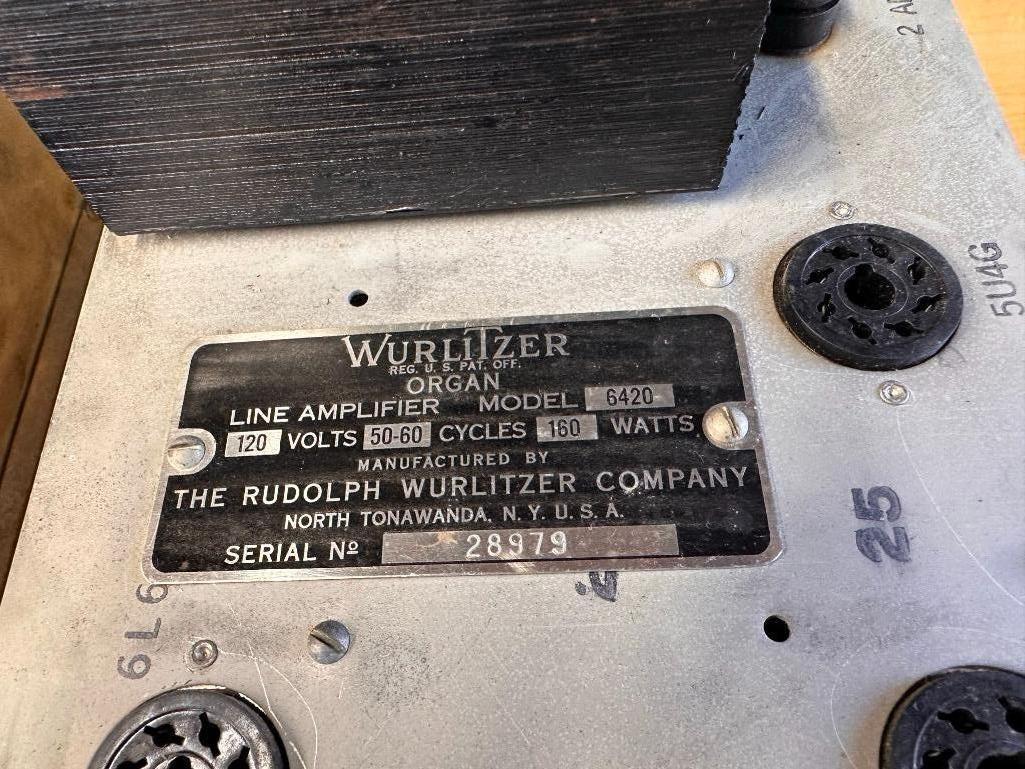 2
5U4G
WURLITZER
REG. U. S. PAT. OFF.
ORGAN
LINE AMPLIFIER MODEL 6420
120 VOLTS 50-60 CYCLES 160 WATTS
MANUFACTURED BY
THE RUDOLPH WURLITZER COMPANY
NORTH TONAWANDA, N. Y. U. S. A.
SERIAL Nº 28979
25
6L6